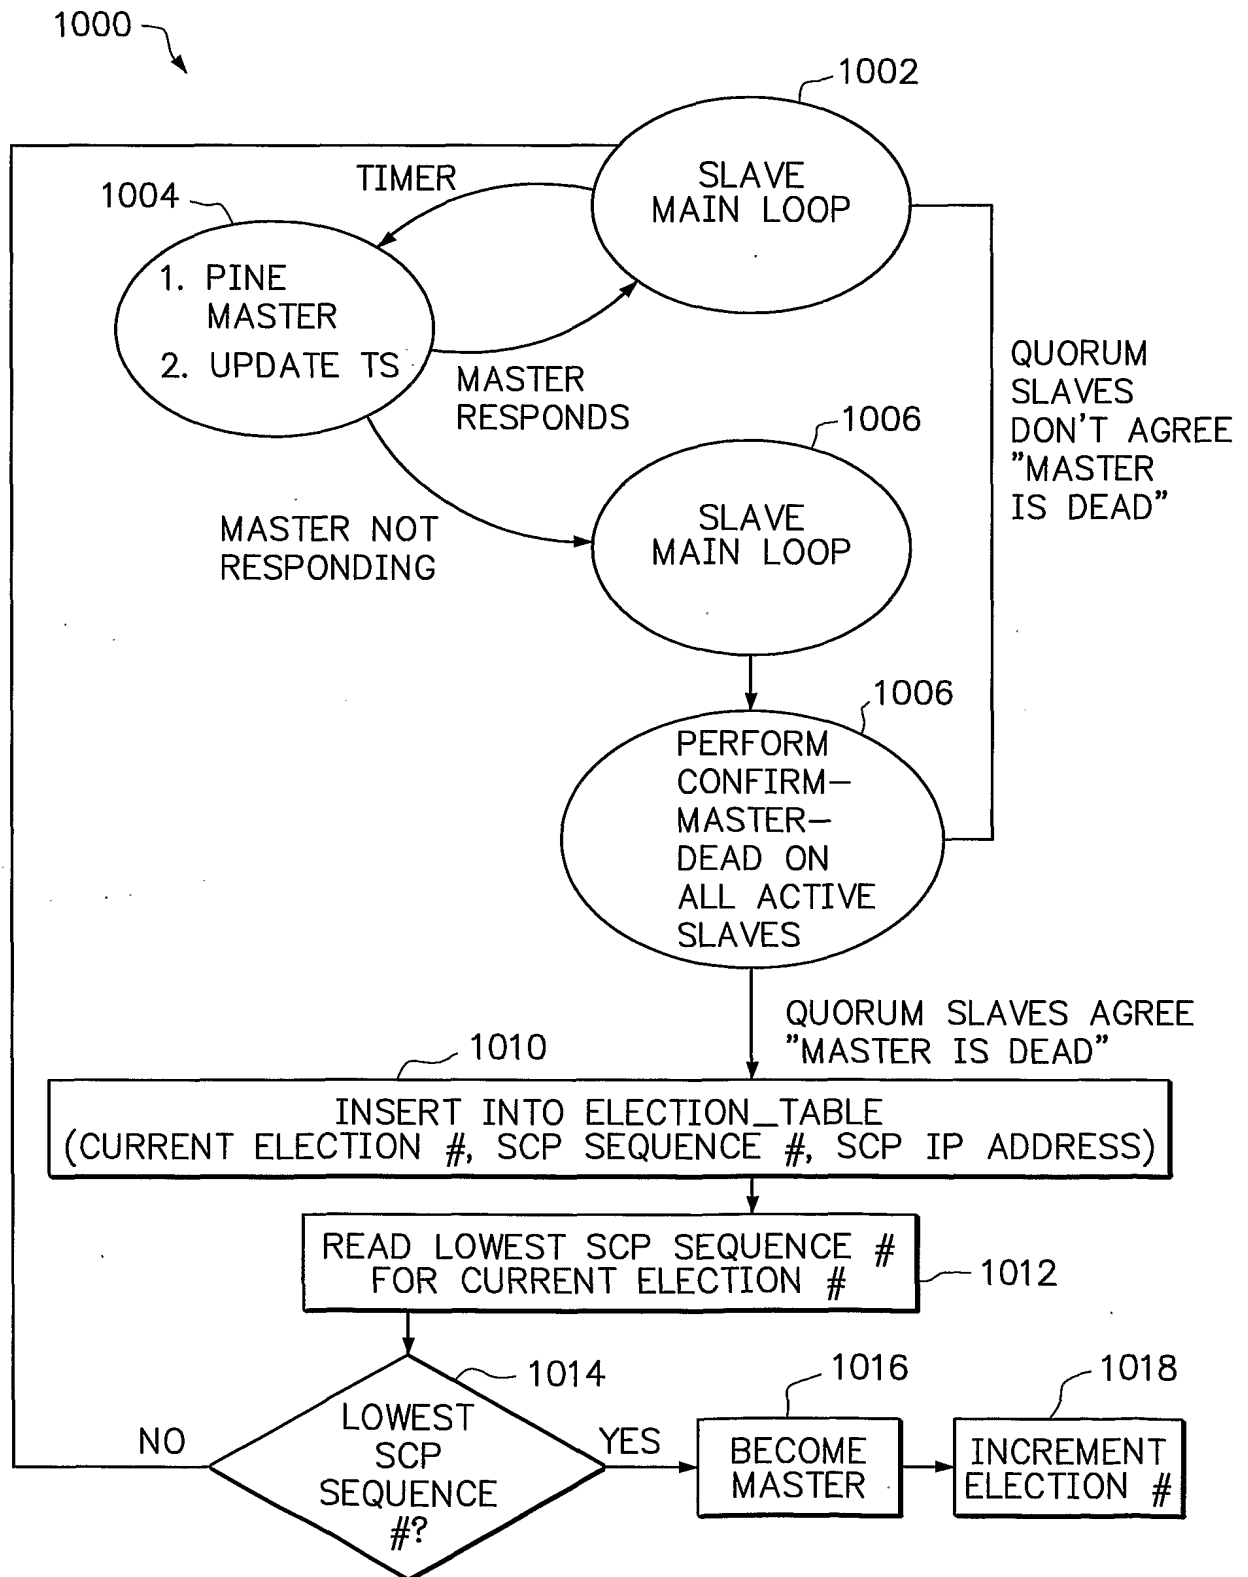 1000
1002
SLAVE
MAIN LOOP
TIMER
1004
1. PINE
MASTER
2. UPDATE TS
MASTER
RESPONDS
QUORUM
SLAVES
DON'T AGREE
"MASTER
IS DEAD"
1006
MASTER NOT
RESPONDING
SLAVE
MAIN LOOP
1006
PERFORM
CONFIRM–
MASTER–
DEAD ON
ALL ACTIVE
SLAVES
QUORUM SLAVES AGREE
"MASTER IS DEAD"
1010
INSERT INTO ELECTION_TABLE
(CURRENT ELECTION #, SCP SEQUENCE #, SCP IP ADDRESS)
READ LOWEST SCP SEQUENCE #
FOR CURRENT ELECTION #
1012
1014
LOWEST
SCP
SEQUENCE
#?
NO
YES
1016
BECOME
MASTER
1018
INCREMENT
ELECTION #